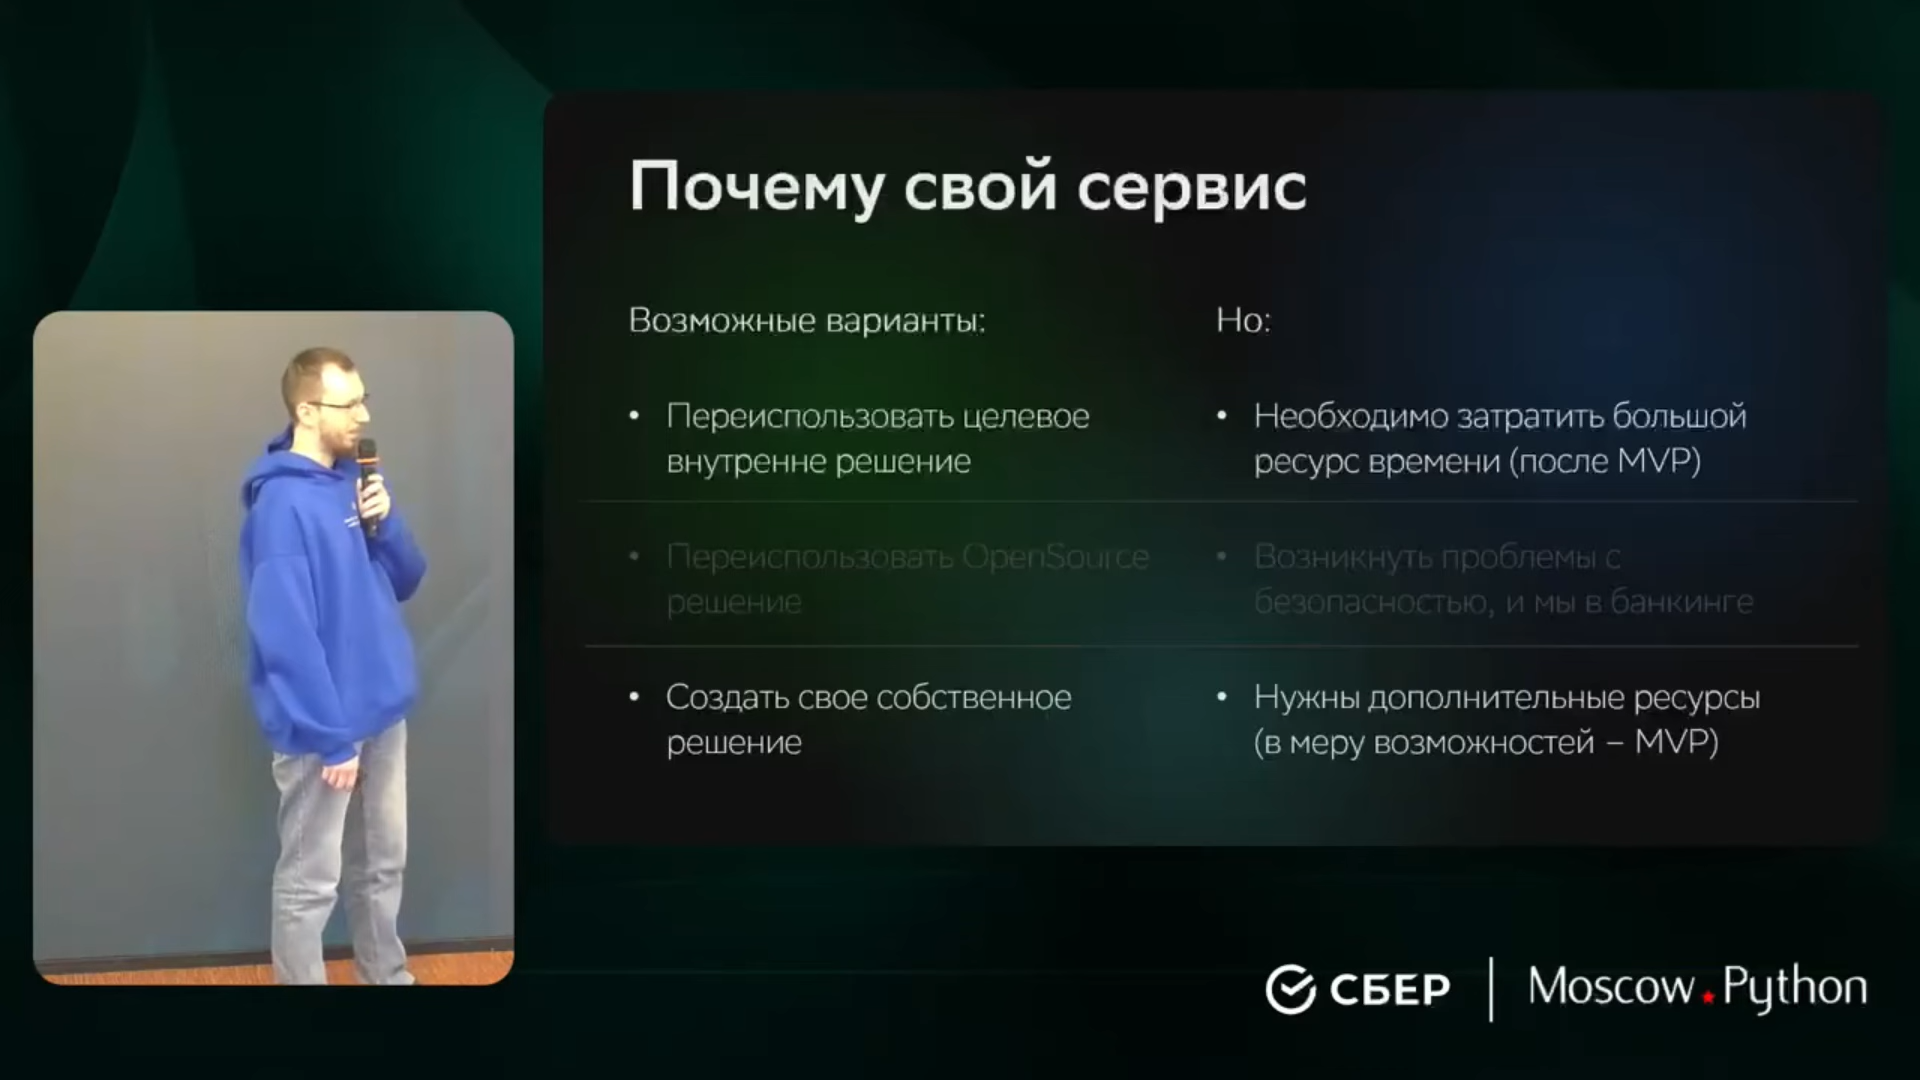 Почему свой сервис
Возможные варианты:
Но:
• Переиспользовать целевое
внутренне решение
• Необходимо затратить большой
ресурс времени (после MVP)
• Переиспользовать OpenSource
решение
• Возникнуть проблемы с
безопасностью, и мы в банкинге
• Создать свое собственное
решение
• Нужны дополнительные ресурсы
(в меру возможностей – MVP)
СБЕР
Moscow Python